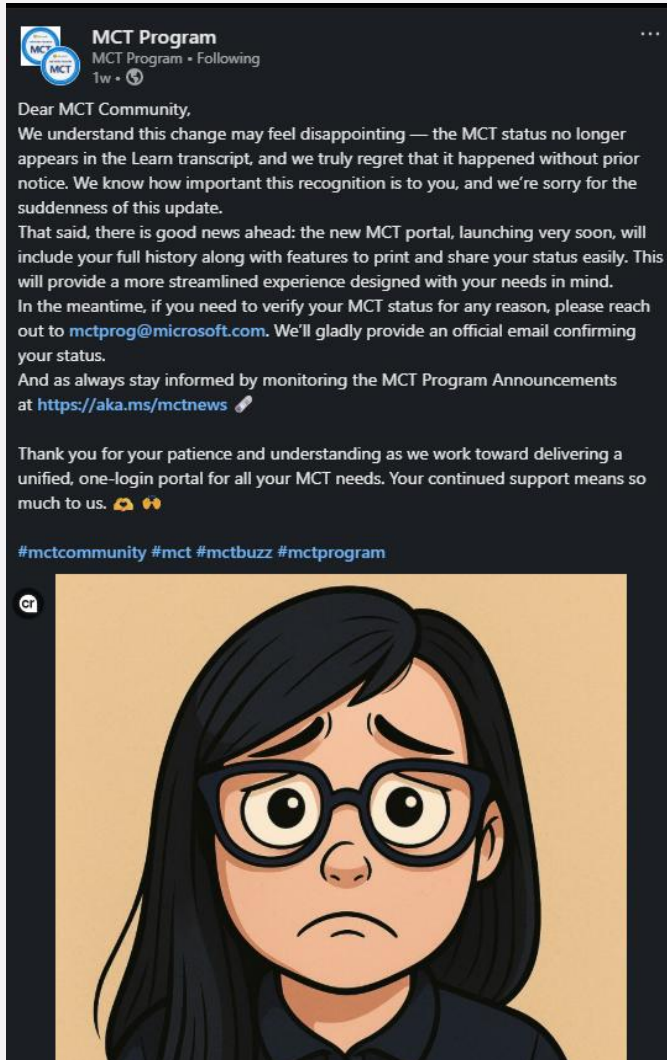 MCT Program
MCT Program • Following
1w •
Dear MCT Community,
We understand this change may feel disappointing — the MCT status no longer
appears in the Learn transcript, and we truly regret that it happened without prior
notice. We know how important this recognition is to you, and we’re sorry for the
suddenness of this update.
That said, there is good news ahead: the new MCT portal, launching very soon, will
include your full history along with features to print and share your status easily. This
will provide a more streamlined experience designed with your needs in mind.
In the meantime, if you need to verify your MCT status for any reason, please reach
out to mctprog@microsoft.com. We’ll gladly provide an official email confirming
your status.
And as always stay informed by monitoring the MCT Program Announcements
at https://aka.ms/mctnews
Thank you for your patience and understanding as we work toward delivering a
unified, one-login portal for all your MCT needs. Your continued support means so
much to us.
#mctcommunity #mct #mctbuzz #mctprogram
MCT
MCT
cr